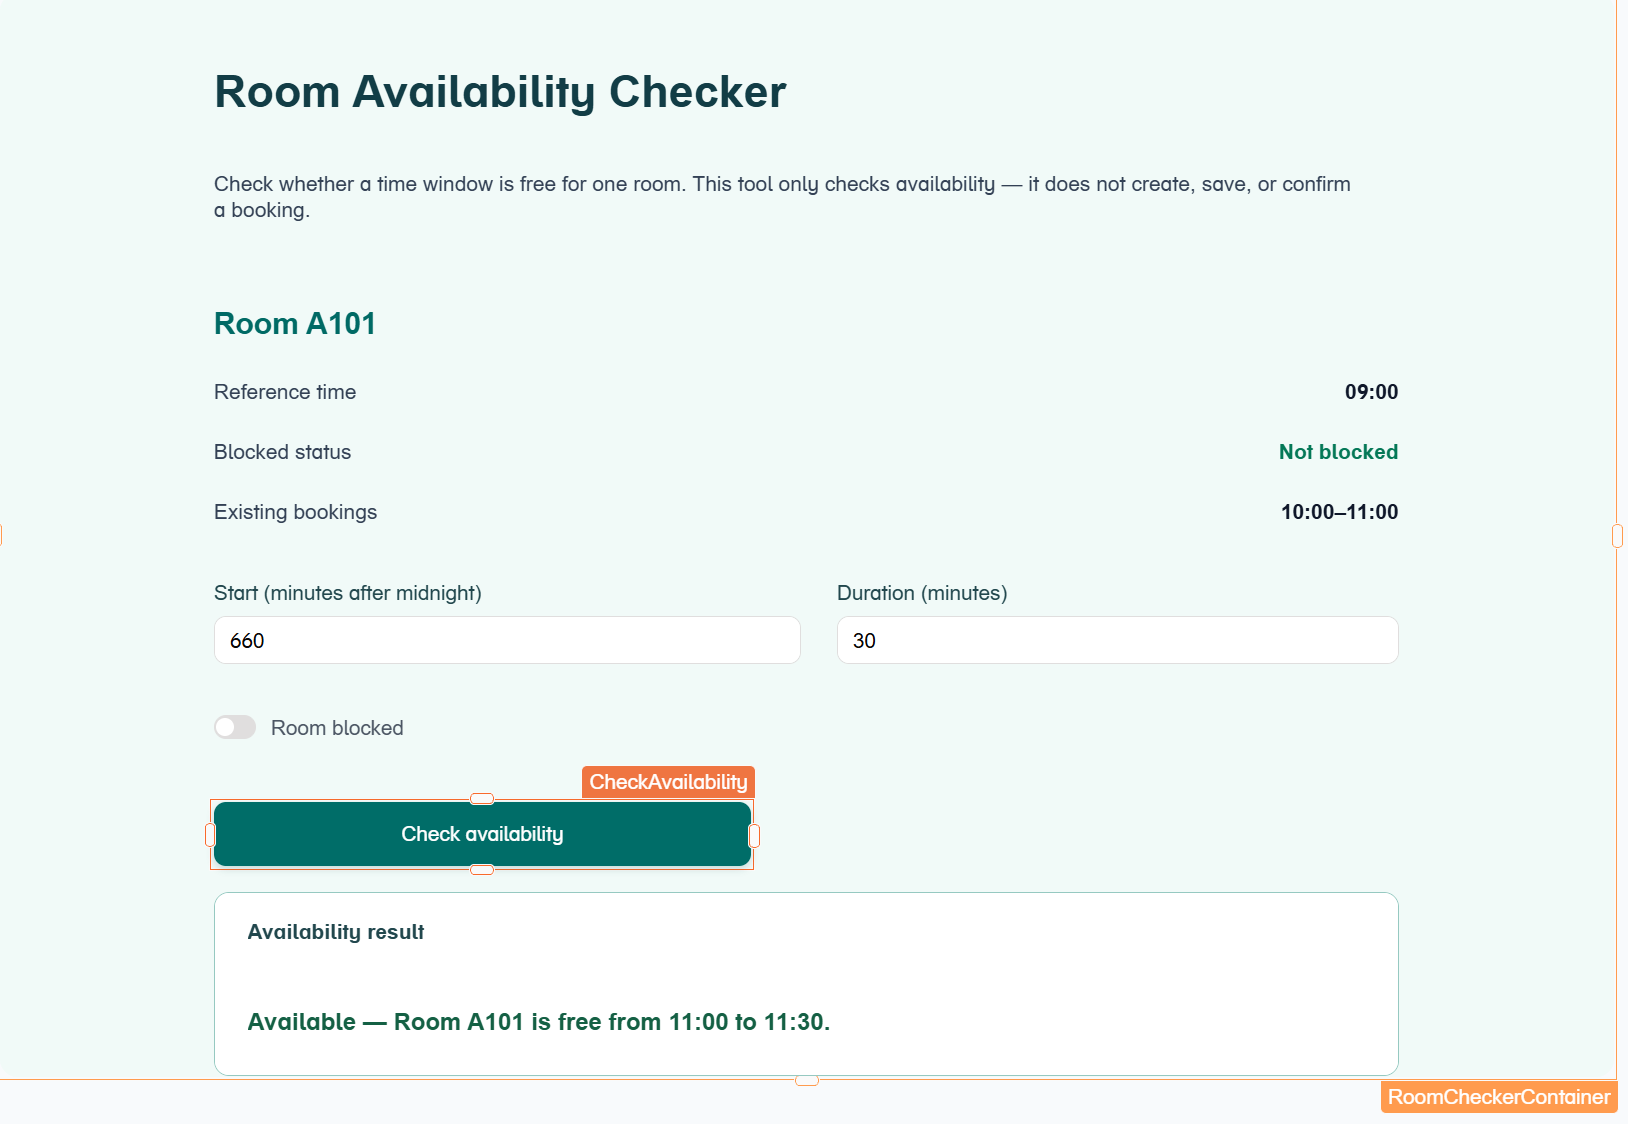 Room Availability Checker
Check whether a time window is free for one room. This tool only checks availability — it does not create, save, or confirm
a booking.
Room A101
Reference time 09:00
Blocked status Not blocked
Existing bookings 10:00–11:00
Start (minutes after midnight) Duration (minutes)
660 30
Room blocked
CheckAvailability
Check availability
Availability result
Available — Room A101 is free from 11:00 to 11:30.
RoomCheckerContainer